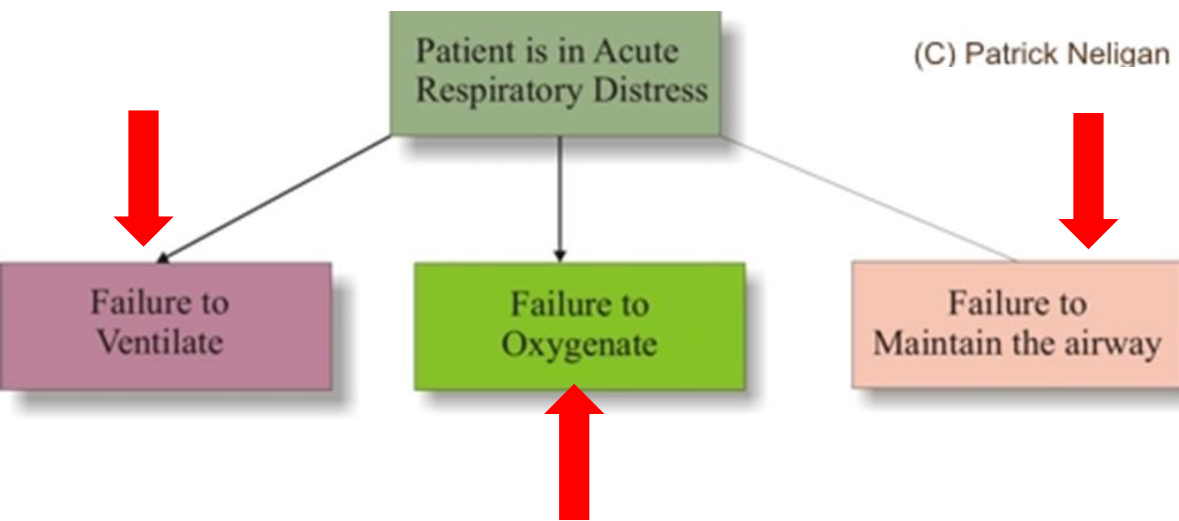 Patient is in Acute
Respiratory Distress
(C) Patrick Neligan
Failure to
Ventilate
Failure to
Oxygenate
Failure to
Maintain the airway